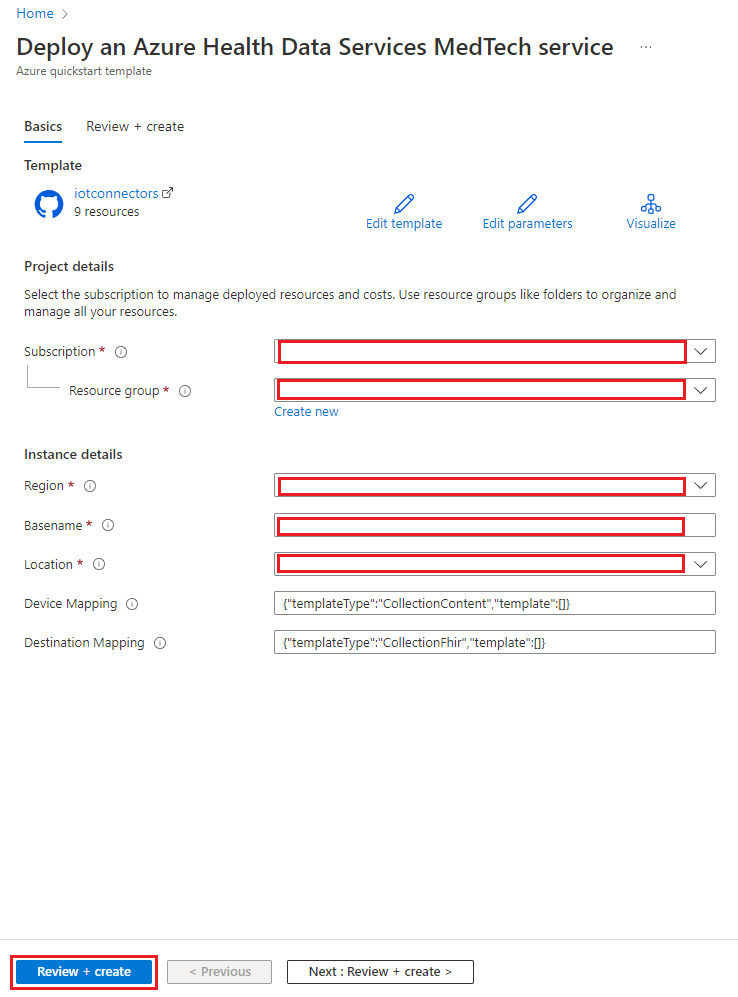 Home >
Deploy an Azure Health Data Services MedTech service ...
Azure quickstart template
Basics Review + create
Template
iotconnectors
9 resources
Edit template Edit parameters Visualize
Project details
Select the subscription to manage deployed resources and costs. Use resource groups like folders to organize and
manage all your resources.
Subscription *
Resource group *
Create new
Instance details
Region *
Basename *
Location *
Device Mapping {"templateType":"CollectionContent","template":[]}
Destination Mapping {"templateType":"CollectionFhir","template":[]}
Review + create < Previous Next : Review + create >